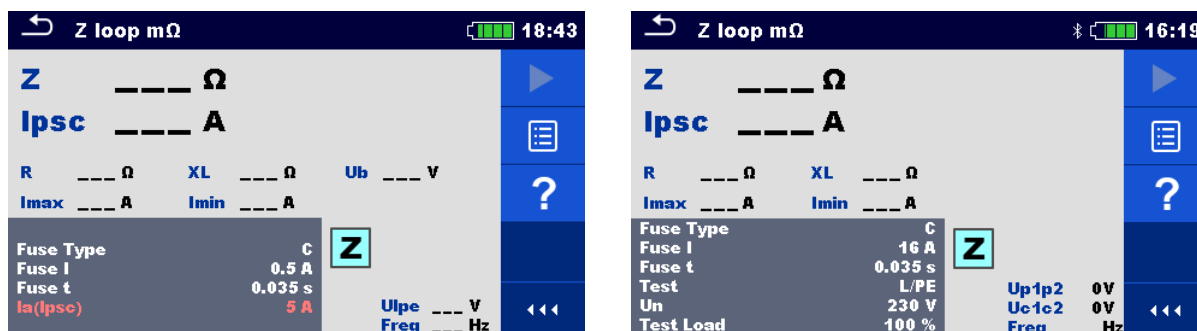 Z loop mΩ 18:43
Z ___ Ω
Ipsc ___ A
R ___ Ω XL ___ Ω Ub ___ V
Imax ___ A Imin ___ A
Fuse Type C
Fuse I 0.5 A
Fuse t 0.035 s
Ia(Ipsc) 5 A
Z
Ulpe ___ V
Freq ___ Hz
?
Z loop mΩ 16:19
Z ___ Ω
Ipsc ___ A
R ___ Ω XL ___ Ω
Imax ___ A Imin ___ A
Fuse Type C
Fuse I 16 A
Fuse t 0.035 s
Test L/PE
Un 230 V
Test Load 100 %
Z
Up1p2 0V
Uc1c2 0V
Freq Hz
?